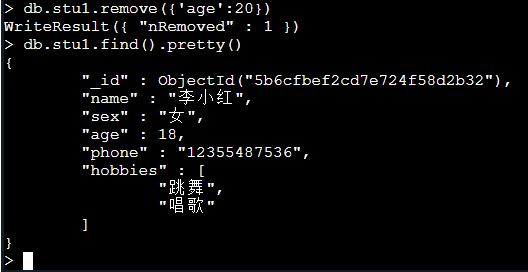 > db.stu1.remove({'age':20})
WriteResult({ "nRemoved" : 1 })
> db.stu1.find().pretty()
{
        "_id" : ObjectId("5b6cfbef2cd7e724f58d2b32"),
        "name" : "李小红",
        "sex" : "女",
        "age" : 18,
        "phone" : "12355487536",
        "hobbies" : [
                "跳舞",
                "唱歌"
        ]
}
>